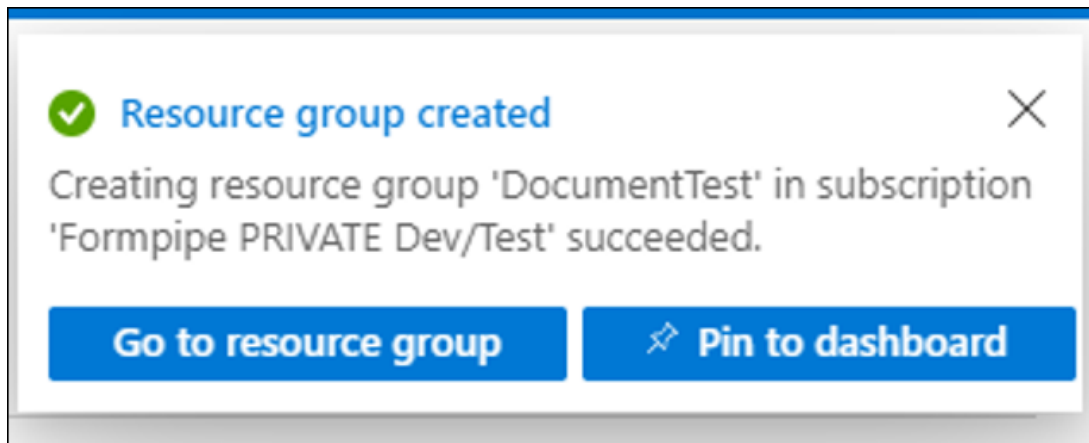 Resource group created
Creating resource group 'DocumentTest' in subscription
'Formpipe PRIVATE Dev/Test' succeeded.
Go to resource group
Pin to dashboard